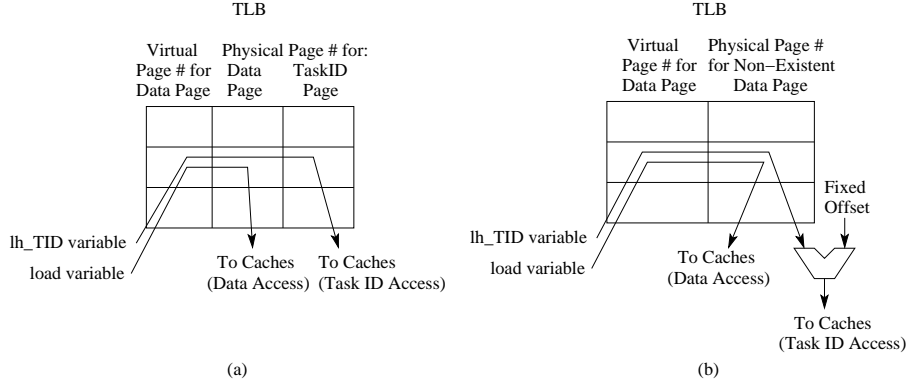 TLB
Virtual
Page # for
Data Page
Physical Page # for:
Data
Page
TaskID
Page
lh_TID variable
load variable
To Caches
(Data Access)
To Caches
(Task ID Access)
(a)
TLB
Virtual
Page # for
Data Page
Physical Page #
for Non−Existent
Data Page
Fixed
Offset
lh_TID variable
load variable
To Caches
(Data Access)
To Caches
(Task ID Access)
(b)